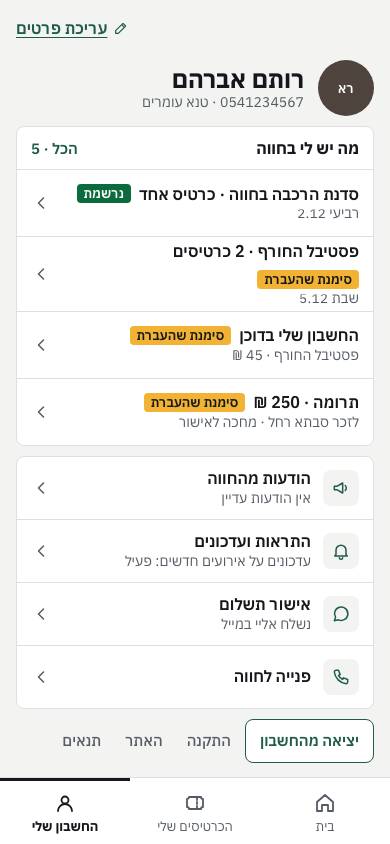 עריכת פרטים
רא
רותם אברהם
0541234567 · טנא עומרים
מה יש לי בחווה
הכל · 5
סדנת הרכבה בחווה · כרטיס אחד נרשמת
רביעי 2.12
פסטיבל החורף · 2 כרטיסים
סימנת שהעברת
שבת 5.12
החשבון שלי בדוכן סימנת שהעברת
פסטיבל החורף · 45 ₪
תרומה · 250 ₪ סימנת שהעברת
לזכר סבתא רחל · מחכה לאישור
הודעות מהחווה
אין הודעות עדיין
התראות ועדכונים
עדכונים על אירועים חדשים: פעיל
אישור תשלום
נשלח אליי במייל
פנייה לחווה
יציאה מהחשבון
התקנה
האתר
תנאים
בית
הכרטיסים שלי
החשבון שלי